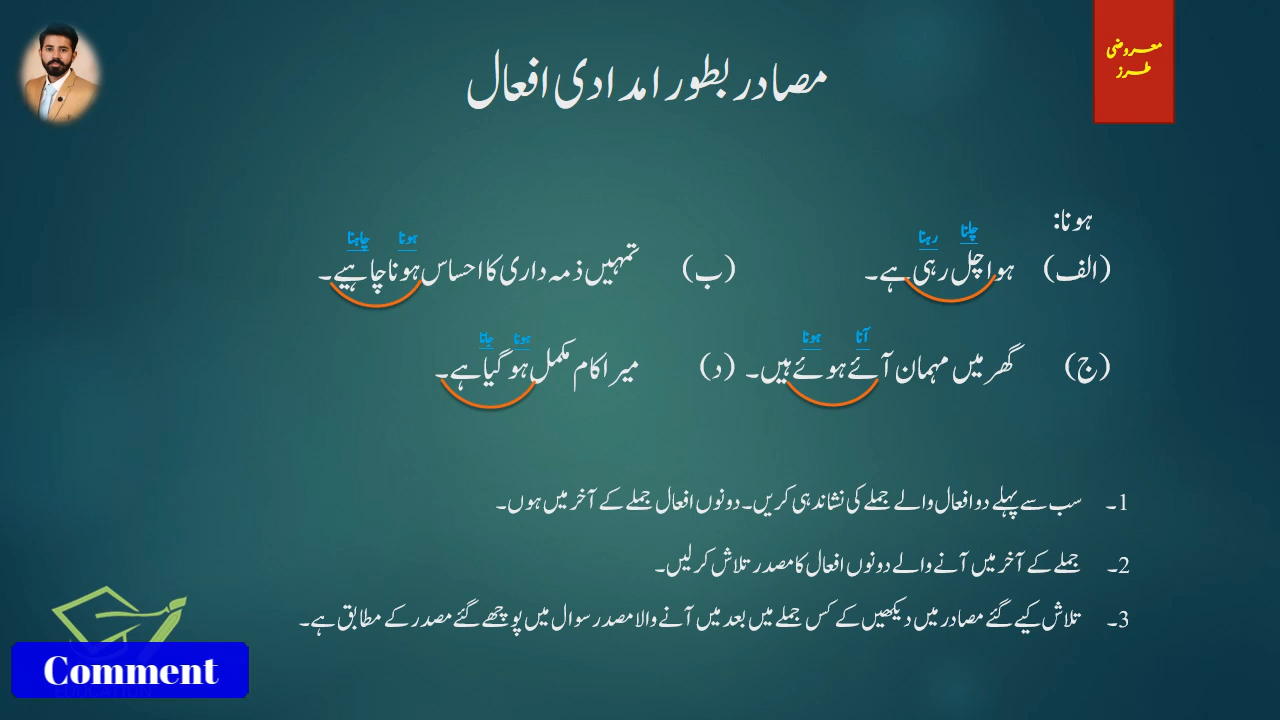 معروضی
طرز
مصادر بطور امدادی افعال
ہونا:
چلنا رہنا ہونا چاہنا
(الف) ہوا چل رہی ہے۔ (ب) تمہیں ذمہ داری کا احساس ہونا چاہیے۔
آنا ہونا ہونا جانا
(ج) گھر میں مہمان آئے ہوئے ہیں۔ (د) میرا کام مکمل ہو گیا ہے۔
1۔ سب سے پہلے دو افعال والے جملے کی نشاندہی کریں۔ دونوں افعال جملے کے آخر میں ہوں۔
2۔ جملے کے آخر میں آنے والے دونوں افعال کا مصدر تلاش کر لیں۔
3۔ تلاش کیے گئے مصادر میں دیکھیں کے کس جملے میں بعد میں آنے والا مصدر سوال میں پوچھے گئے مصدر کے مطابق ہے۔
Comment
EDUCATION